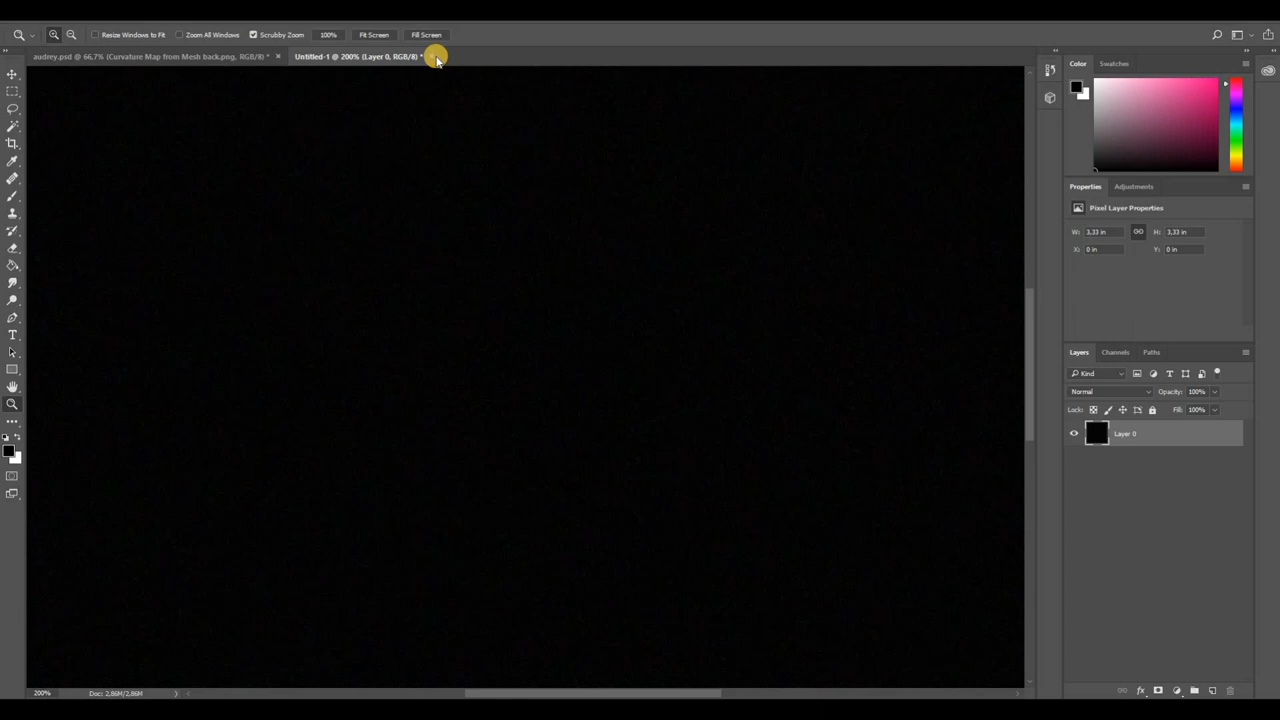 Resize Windows to Fit Zoom All Windows Scrubby Zoom 100% Fit Screen Fill Screen
audrey.psd @ 66,7% (Curvature Map from Mesh back.png, RGB/8) * × Untitled-1 @ 200% (Layer 0, RGB/8) *
Color Swatches
Properties Adjustments
Pixel Layer Properties
W: 3,33 in H: 3,33 in
X: 0 in Y: 0 in
Layers Channels Paths
Kind
Normal Opacity: 100%
Lock: Fill: 100%
Layer 0
200% Doc: 2,86M/2,86M